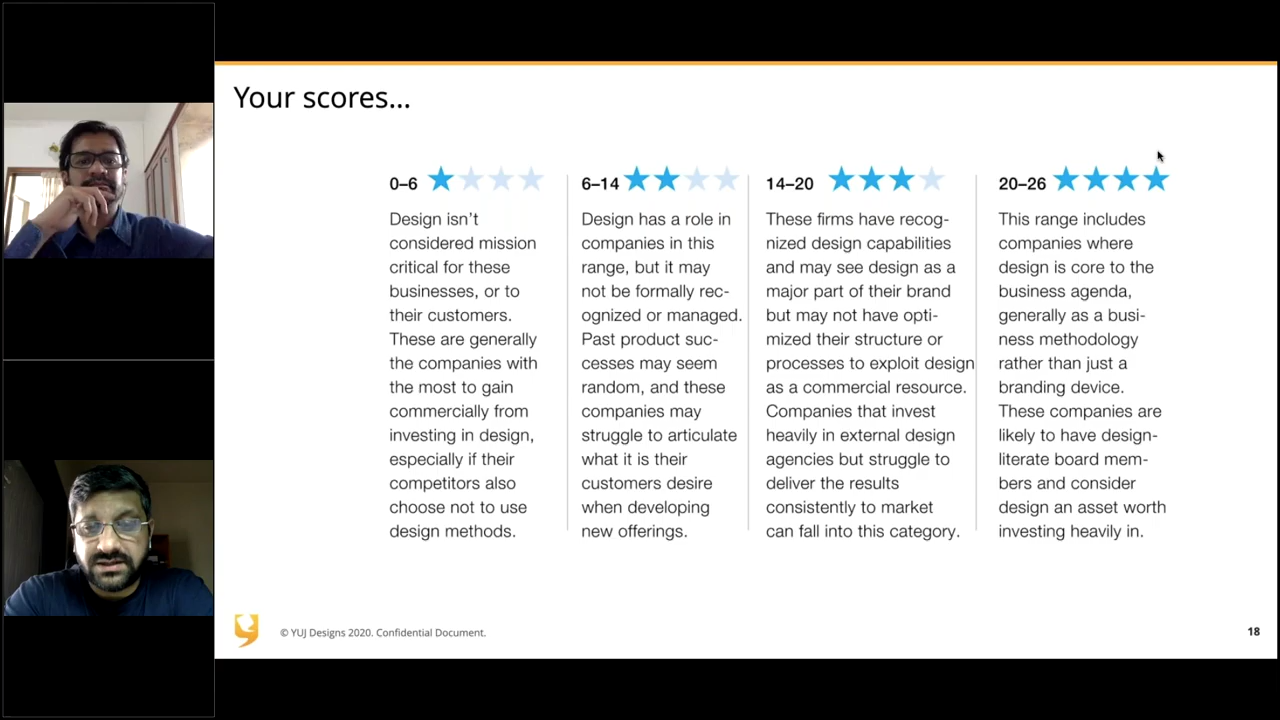 Your scores...
0–6
Design isn't
considered mission
critical for these
businesses, or to
their customers.
These are generally
the companies with
the most to gain
commercially from
investing in design,
especially if their
competitors also
choose not to use
design methods.
6–14
Design has a role in
companies in this
range, but it may
not be formally rec-
ognized or managed.
Past product suc-
cesses may seem
random, and these
companies may
struggle to articulate
what it is their
customers desire
when developing
new offerings.
14–20
These firms have recog-
nized design capabilities
and may see design as a
major part of their brand
but may not have opti-
mized their structure or
processes to exploit design
as a commercial resource.
Companies that invest
heavily in external design
agencies but struggle to
deliver the results
consistently to market
can fall into this category.
20–26
This range includes
companies where
design is core to the
business agenda,
generally as a busi-
ness methodology
rather than just a
branding device.
These companies are
likely to have design-
literate board mem-
bers and consider
design an asset worth
investing heavily in.
© YUJ Designs 2020. Confidential Document.
18